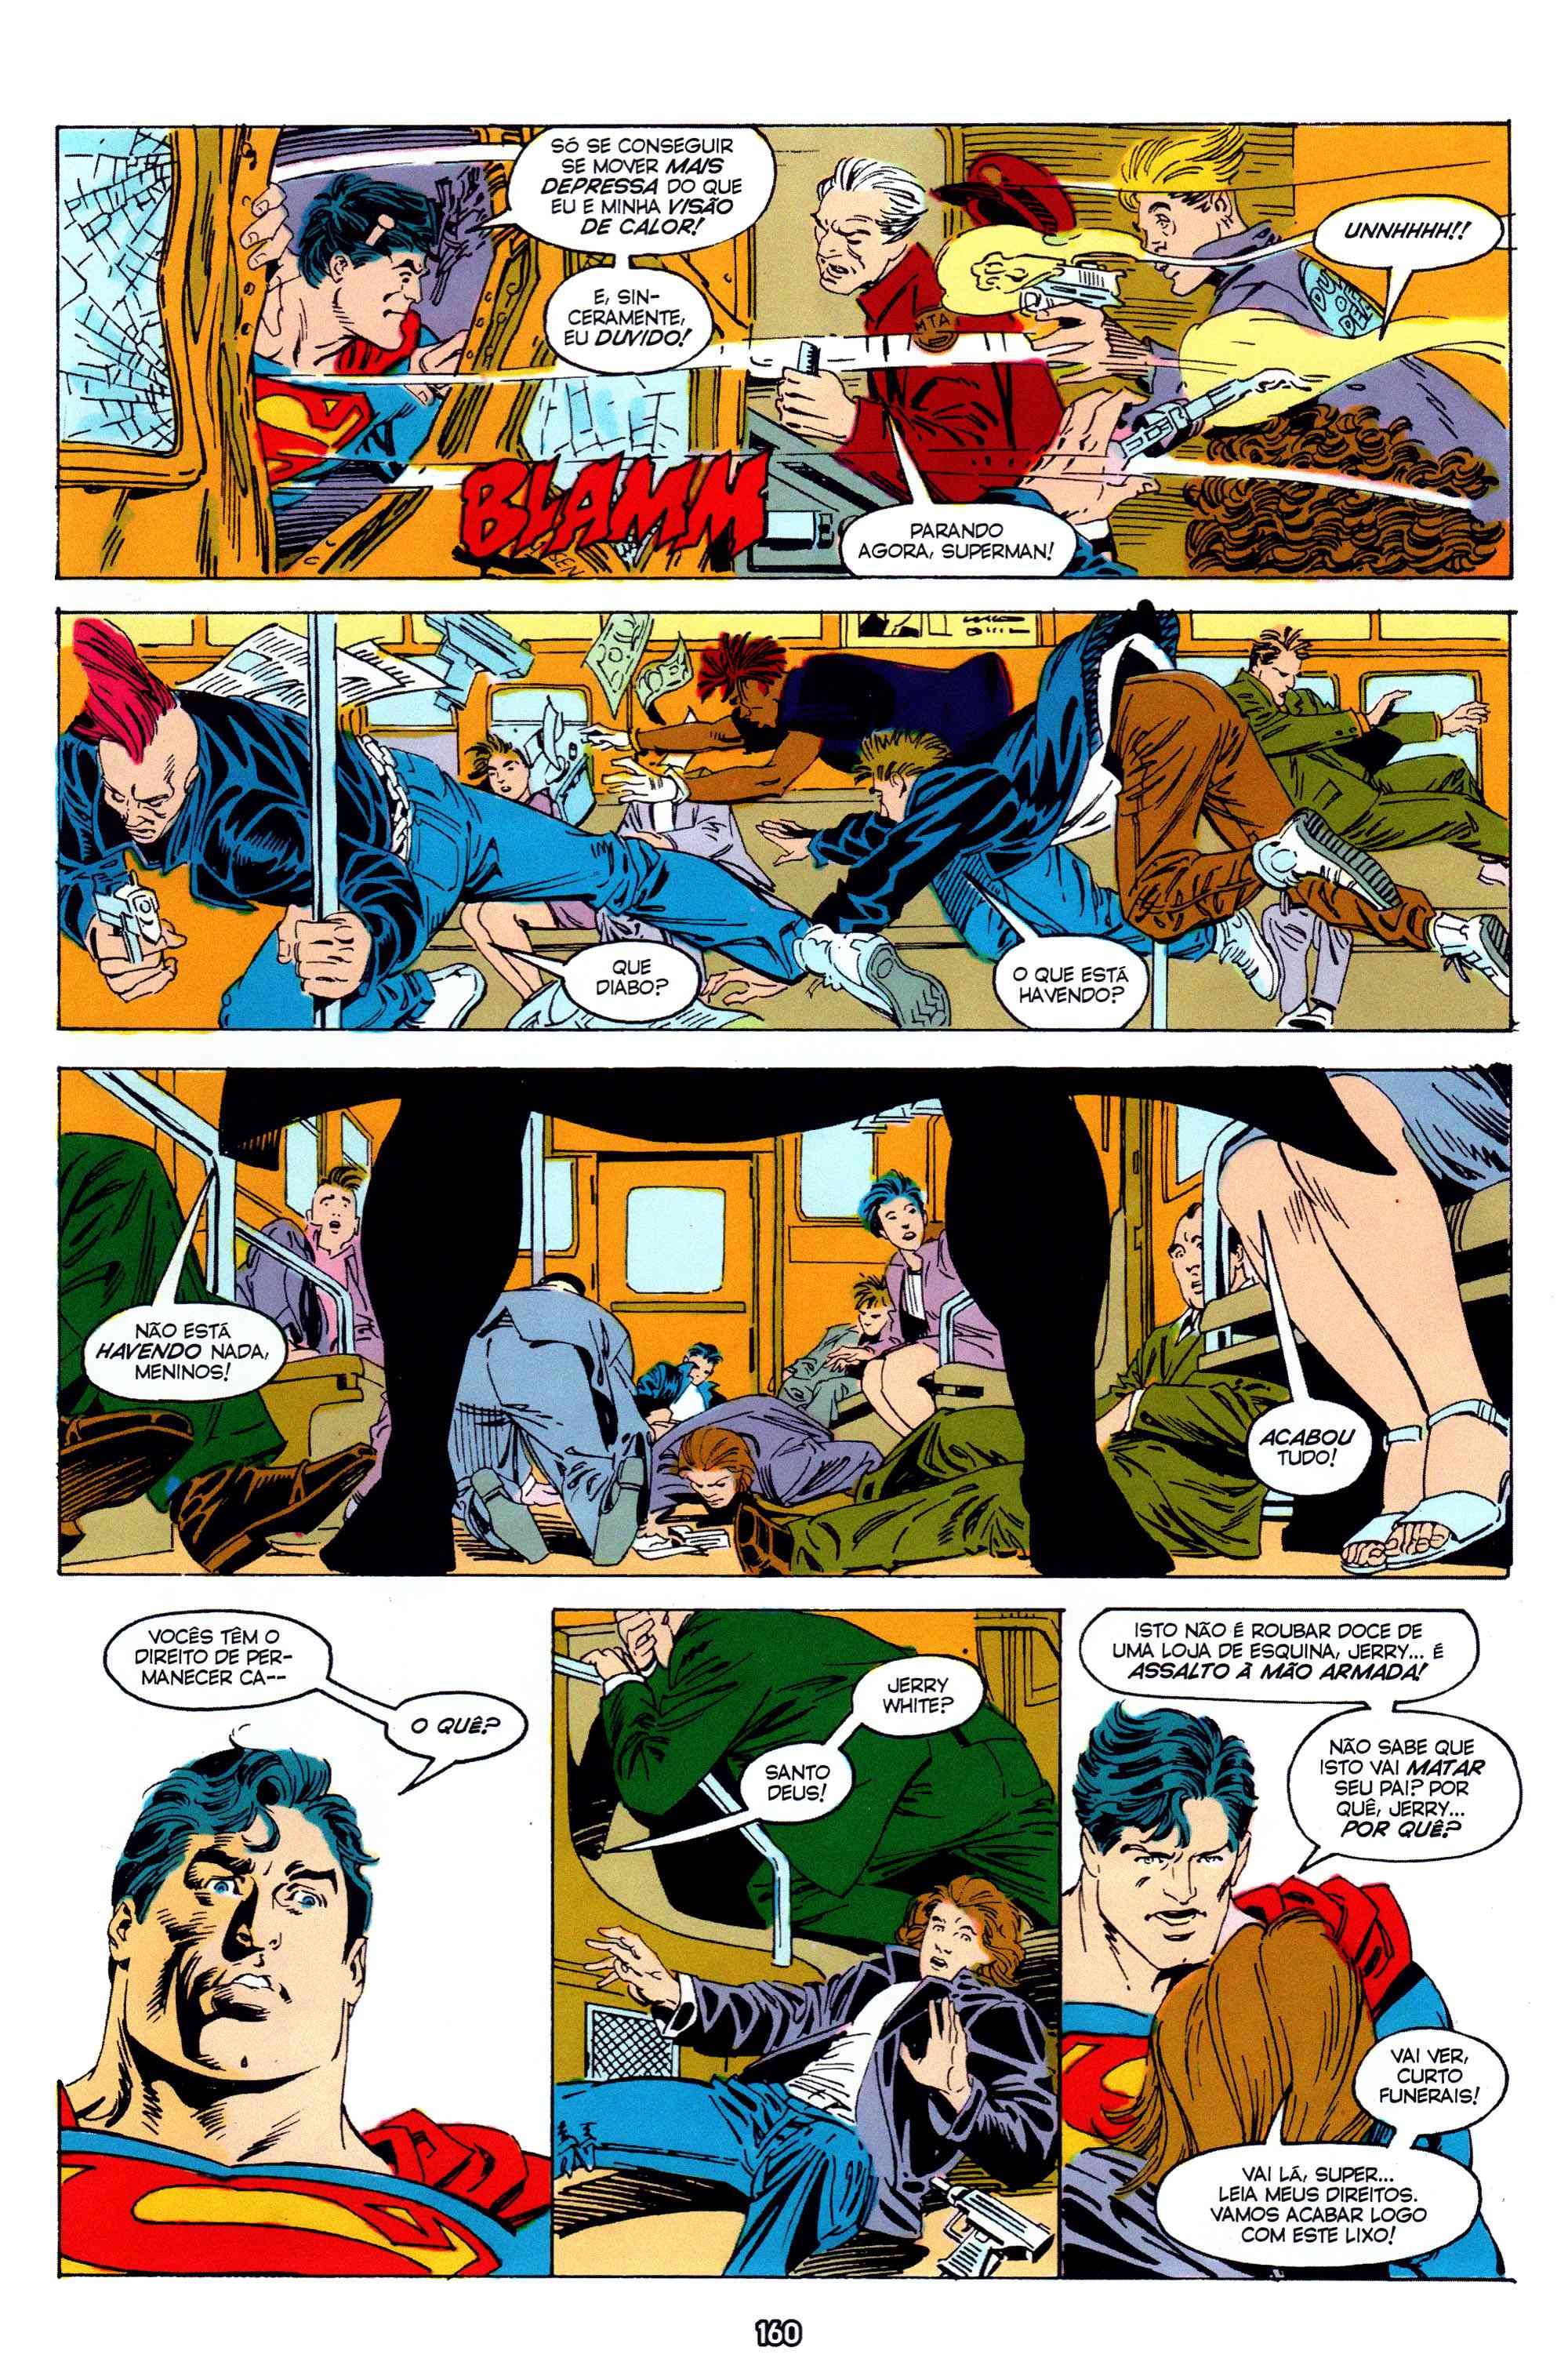 SÓ SE CONSEGUIR
SE MOVER MAIS
DEPRESSA DO QUE
EU E MINHA VISÃO
DE CALOR!
E, SIN-
CERAMENTE,
EU DUVIDO!
UNNHHHH!!
MTA
BLAMM
PARANDO
AGORA, SUPERMAN!
QUE
DIABO?
O QUE ESTÁ
HAVENDO?
NÃO ESTÁ
HAVENDO NADA,
MENINOS!
ACABOU
TUDO!
VOCÊS TÊM O
DIREITO DE PER-
MANECER CA--
O QUÊ?
JERRY
WHITE?
SANTO
DEUS!
ISTO NÃO É ROUBAR DOCE DE
UMA LOJA DE ESQUINA, JERRY... É
ASSALTO À MÃO ARMADA!
NÃO SABE QUE
ISTO VAI MATAR
SEU PAI? POR
QUÊ, JERRY...
POR QUÊ?
VAI VER,
CURTO
FUNERAIS!
VAI LÁ, SUPER...
LEIA MEUS DIREITOS.
VAMOS ACABAR LOGO
COM ESTE LIXO!
160